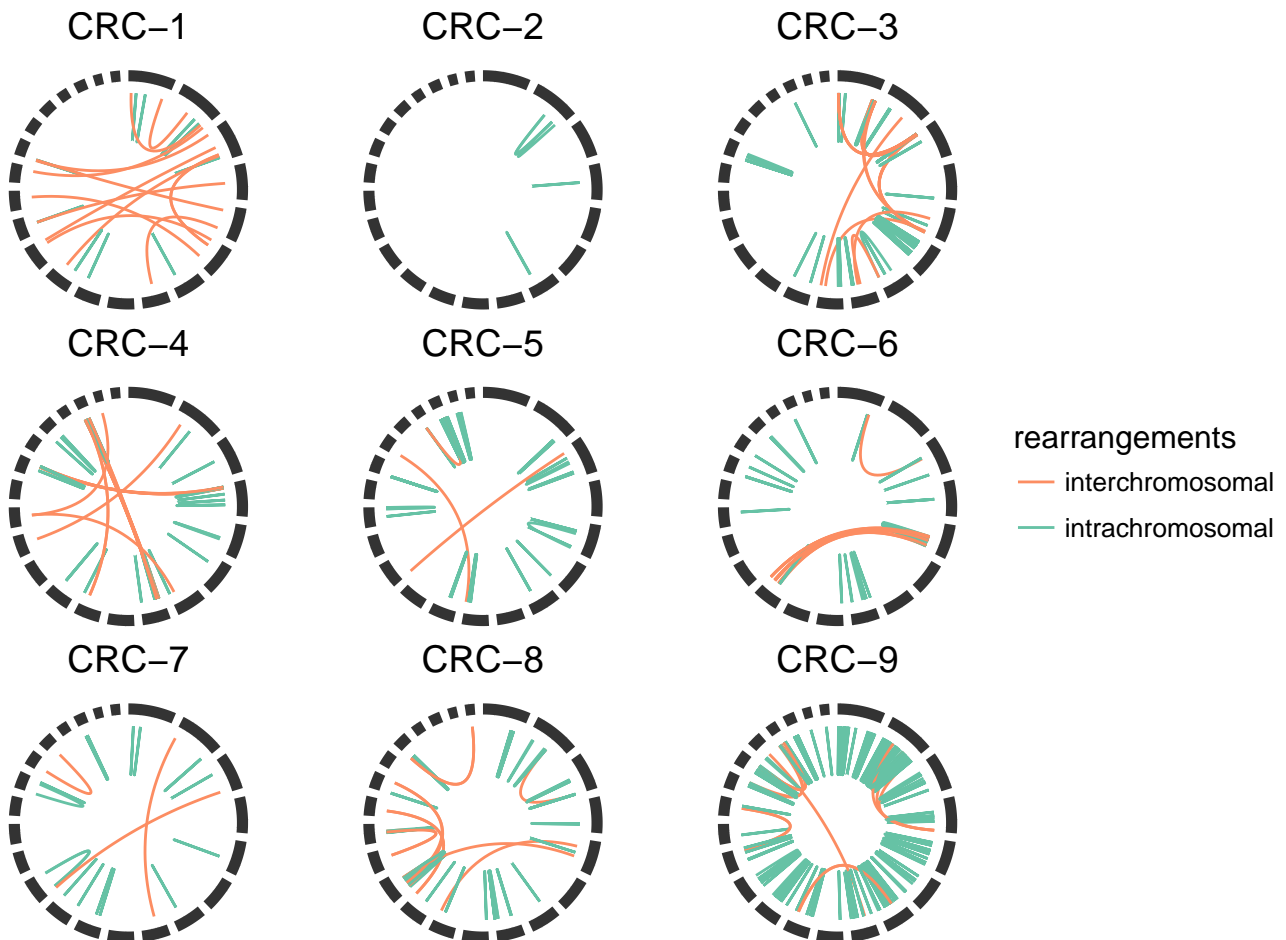 CRC−1
CRC−2
CRC−3
CRC−4
CRC−5
CRC−6
rearrangements
interchromosomal
intrachromosomal
CRC−7
CRC−8
CRC−9